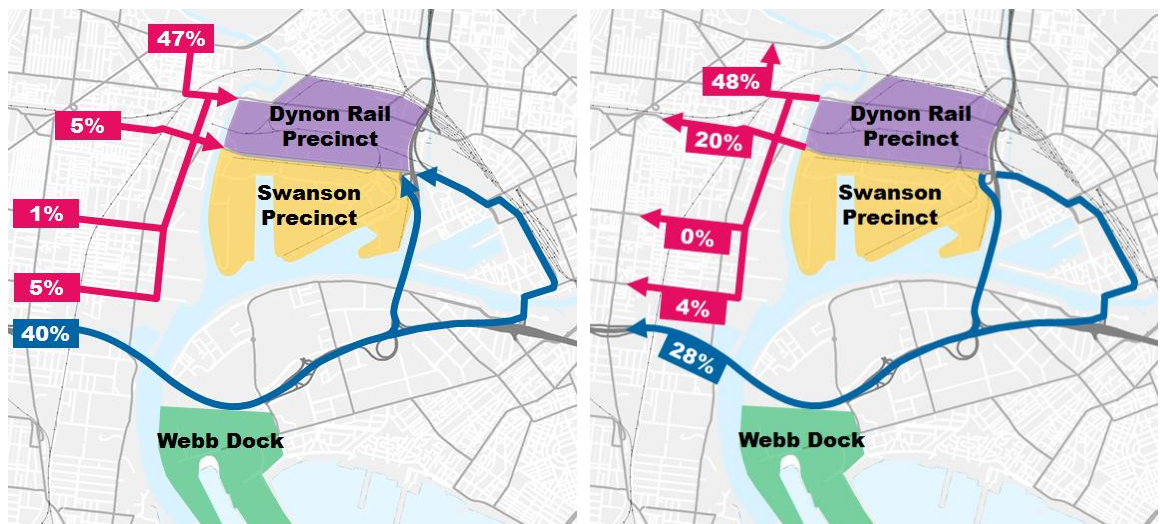 47%
5%
1%
5%
40%
Dynon Rail
Precinct
Swanson
Precinct
Webb Dock
48%
20%
0%
4%
28%
Dynon Rail
Precinct
Swanson
Precinct
Webb Dock